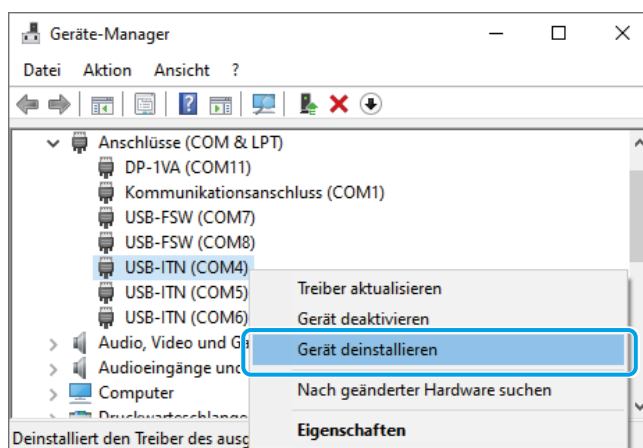 Geräte-Manager
Datei Aktion Ansicht ?
Anschlüsse (COM & LPT)
DP-1VA (COM11)
Kommunikationsanschluss (COM1)
USB-FSW (COM7)
USB-FSW (COM8)
USB-ITN (COM4)
USB-ITN (COM5)
USB-ITN (COM6)
Audio, Video und
Audioeingänge
Computer
Treiber aktualisieren
Gerät deaktivieren
Gerät deinstallieren
Nach geänderter Hardware suchen
Eigenschaften
Deinstalliert den Treiber des